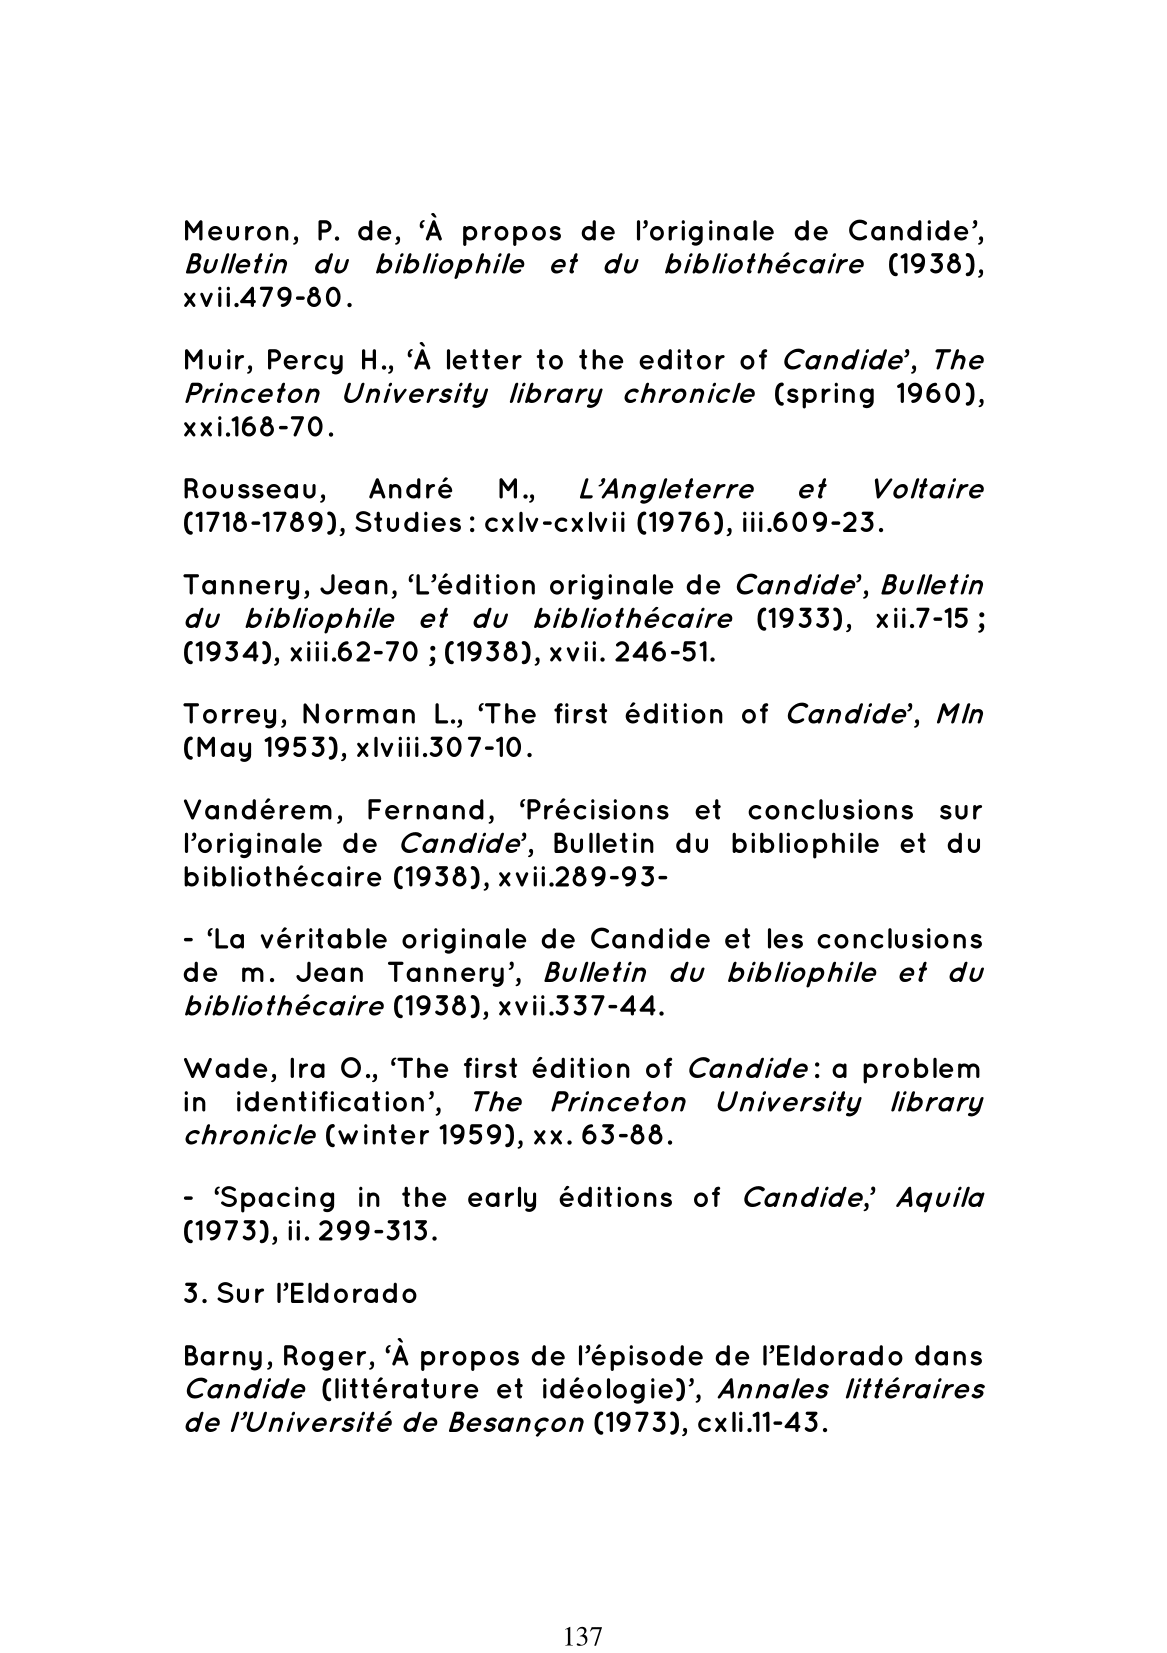 Meuron, P. de, ‘À propos de l’originale de Candide’,
Bulletin du bibliophile et du bibliothécaire (1938),
xvii.479-80.
Muir, Percy H., ‘À letter to the editor of Candide’, The
Princeton University library chronicle (spring 1960),
xxi.168-70.
Rousseau, André M., L’Angleterre et Voltaire
(1718-1789), Studies : cxlv-cxlvii (1976), iii.609-23.
Tannery, Jean, ‘L’édition originale de Candide’, Bulletin
du bibliophile et du bibliothécaire (1933), xii.7-15 ;
(1934), xiii.62-70 ; (1938), xvii. 246-51.
Torrey, Norman L., ‘The first édition of Candide’, Mln
(May 1953), xlviii.307-10.
Vandérem, Fernand, ‘Précisions et conclusions sur
l’originale de Candide’, Bulletin du bibliophile et du
bibliothécaire (1938), xvii.289-93-
- ‘La véritable originale de Candide et les conclusions
de m. Jean Tannery’, Bulletin du bibliophile et du
bibliothécaire (1938), xvii.337-44.
Wade, Ira O., ‘The first édition of Candide : a problem
in identification’, The Princeton University library
chronicle (winter 1959), xx. 63-88.
- ‘Spacing in the early éditions of Candide,’ Aquila
(1973), ii. 299-313.
3. Sur l’Eldorado
Barny, Roger, ‘À propos de l’épisode de l’Eldorado dans
Candide (littérature et idéologie)’, Annales littéraires
de l’Université de Besançon (1973), cxli.11-43.
137